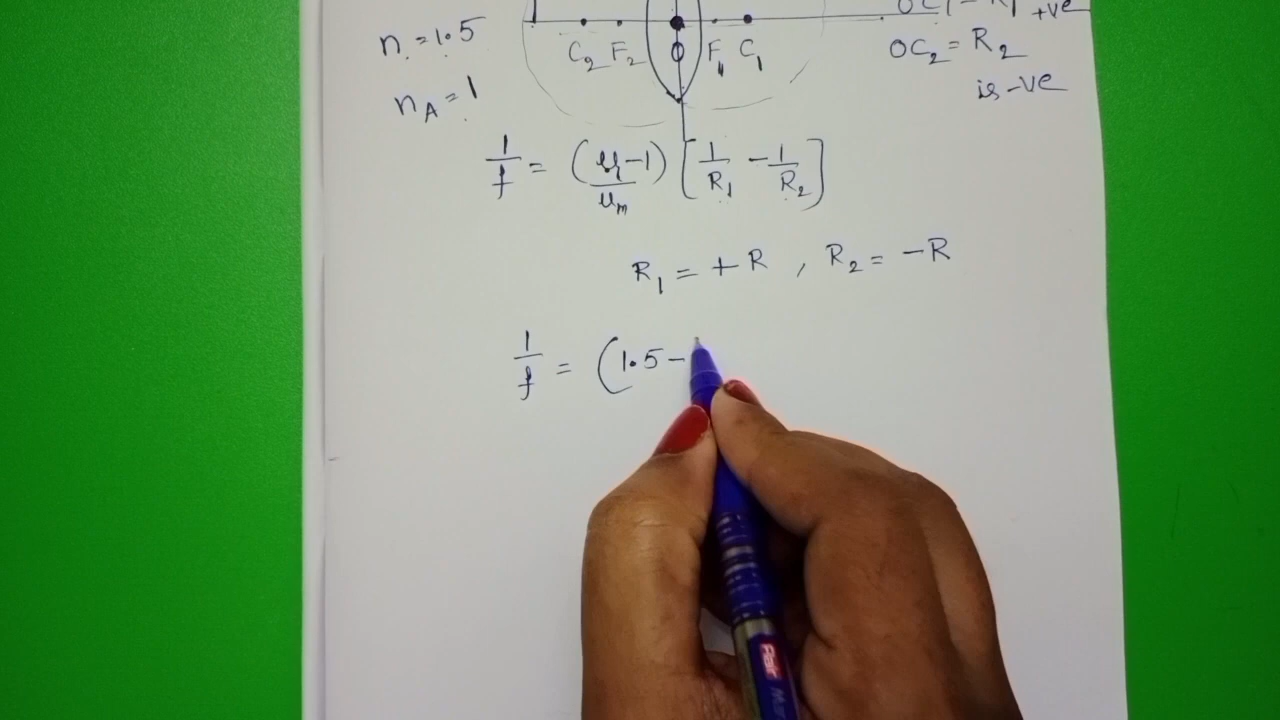 n = 1.5
OC1 = R1 +ve
C2 F2 O F1 C1
OC2 = R2
is -ve
nA = 1
1/f = (μl/μm - 1) [1/R1 - 1/R2]
R1 = +R , R2 = -R
1/f = (1.5 -
Flair